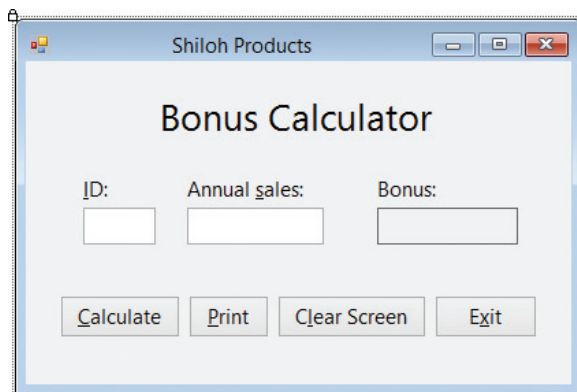 Shiloh Products
Bonus Calculator
ID: Annual sales: Bonus:
Calculate Print Clear Screen Exit